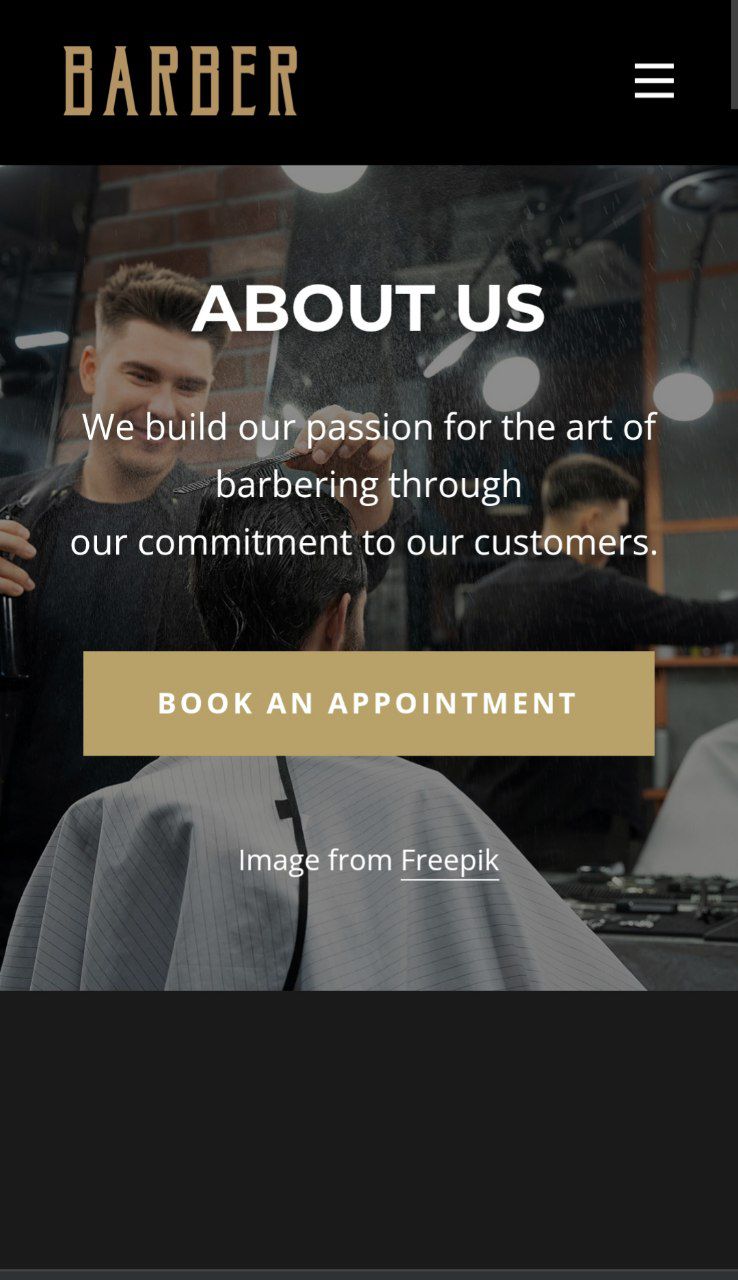 BARBER
ABOUT US
We build our passion for the art of
barbering through
our commitment to our customers.
BOOK AN APPOINTMENT
Image from Freepik